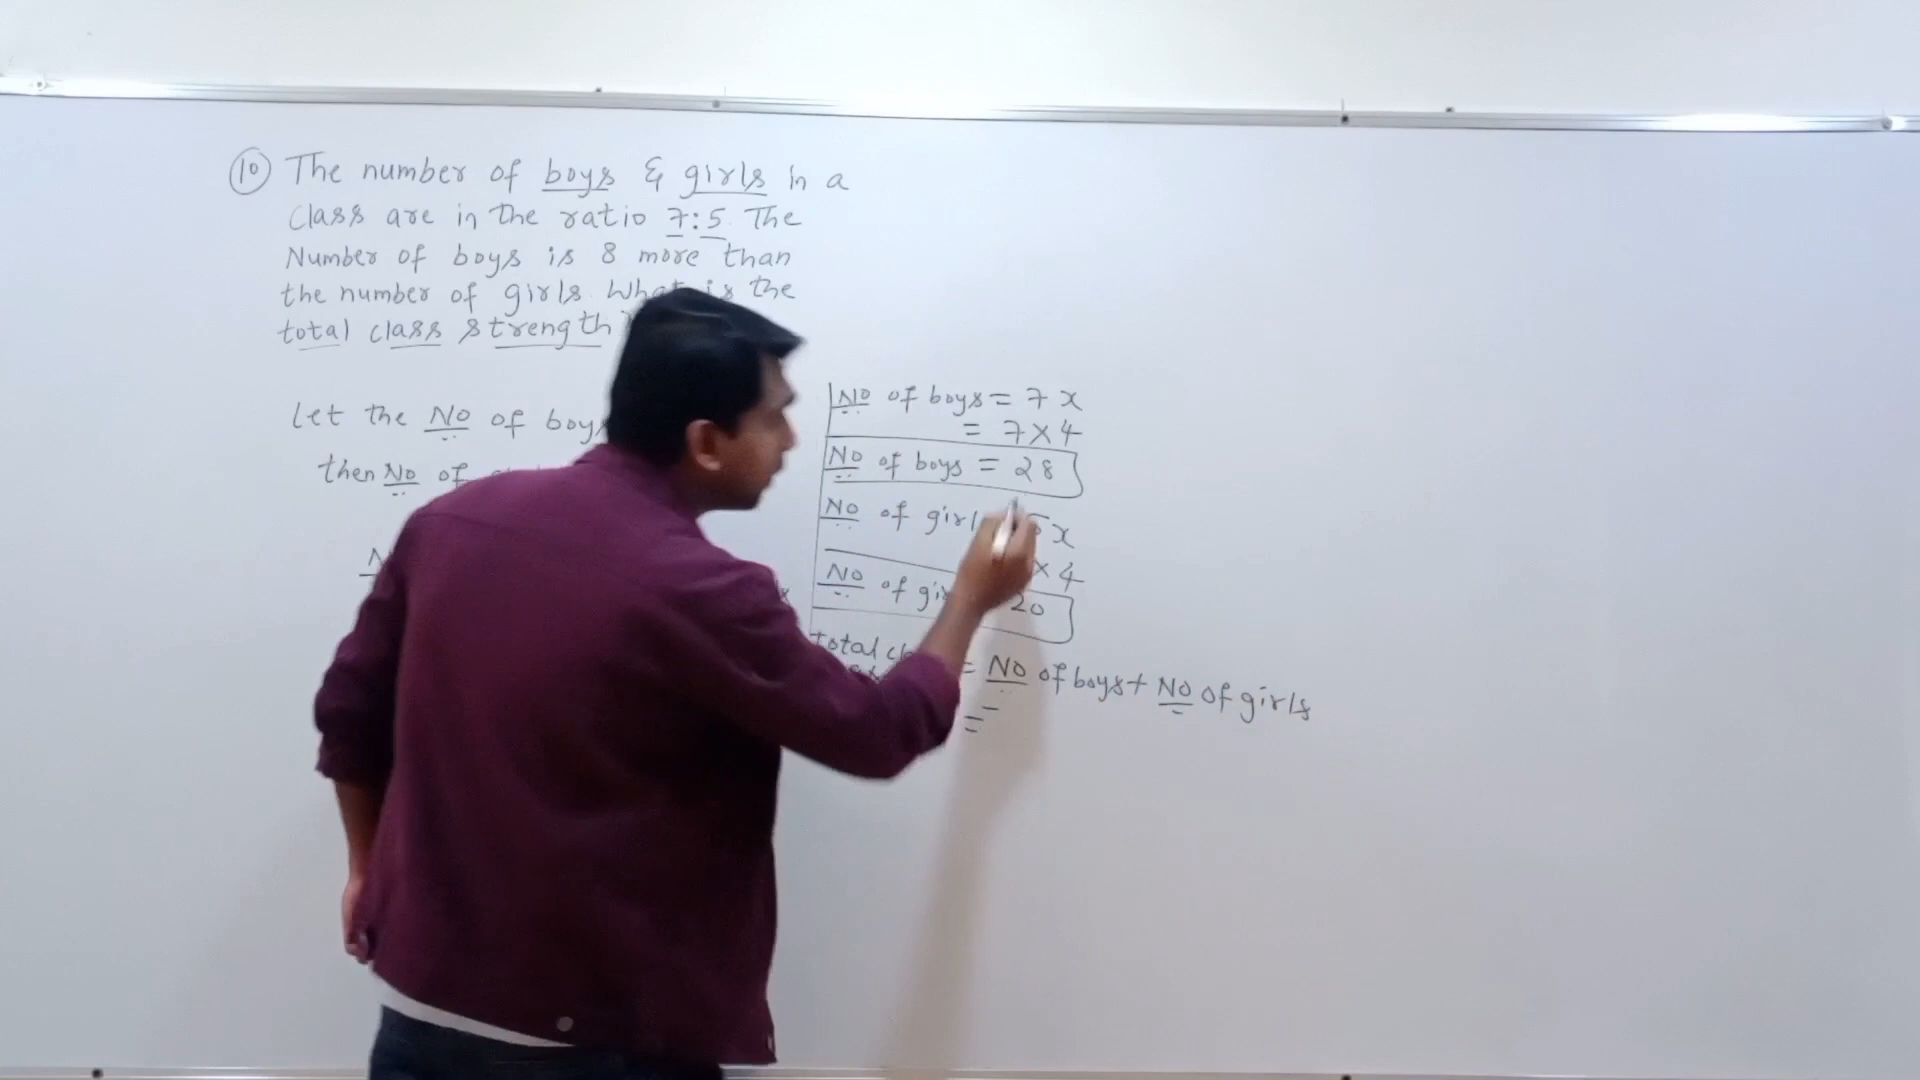 10 The number of boys & girls in a
class are in the ratio 7:5. The
Number of boys is 8 more than
the number of girls. What is the
total class strength
Let the No of boys
then No of
No of boys = 7x
= 7×4
No of boys = 28
No of girls 5x
×4
No of 20
total = No of boys + No of girls
=